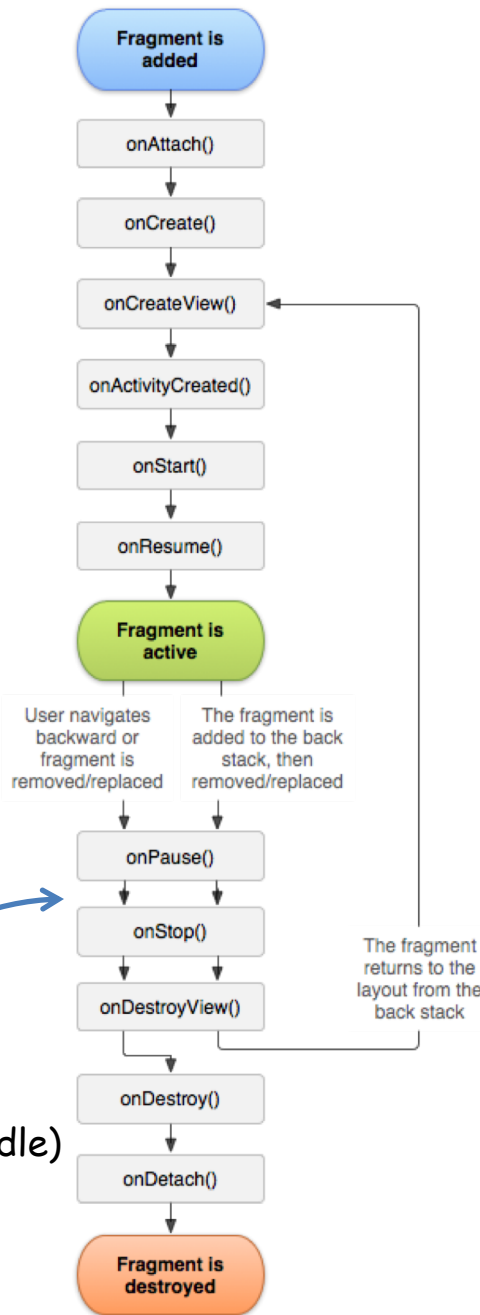 Fragment is
added
onAttach()
onCreate()
onCreateView()
onActivityCreated()
onStart()
onResume()
Fragment is
active
User navigates
backward or
fragment is
removed/replaced
The fragment is
added to the back
stack, then
removed/replaced
onPause()
onStop()
onDestroyView()
The fragment
returns to the
layout from the
back stack
onDestroy()
dle)
onDetach()
Fragment is
destroyed